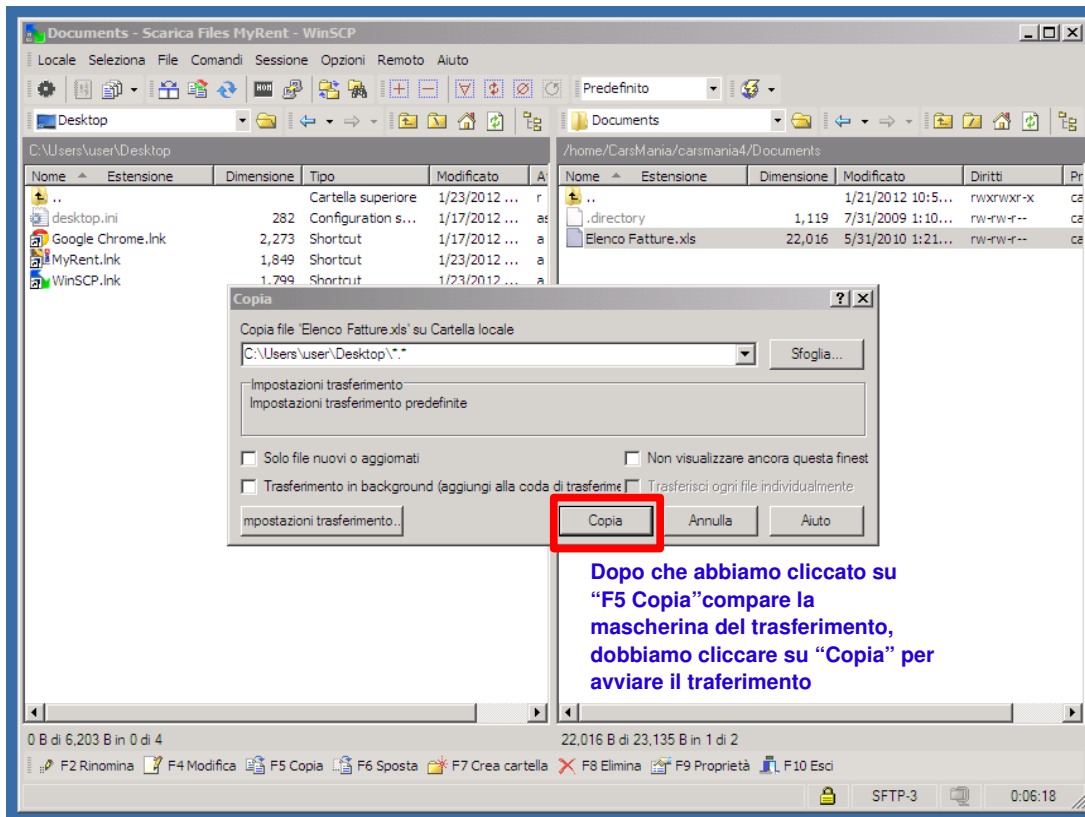 Documents - Scarica Files MyRent - WinSCP
Locale Seleziona File Comandi Sessione Opzioni Remoto Aiuto
Predefinito
Desktop
Documents
C:\Users\user\Desktop
/home/CarsMania/carsmania4/Documents
Nome Estensione Dimensione Tipo Modificato A
Nome Estensione Dimensione Modificato Diritti Pr
.. Cartella superiore 1/23/2012 ... r
.. 1/21/2012 10:5... rwxrwxr-x ca
desktop.ini 282 Configuration s... 1/17/2012 ... as
.directory 1,119 7/31/2009 1:10... rw-rw-r-- ca
Google Chrome.lnk 2,273 Shortcut 1/17/2012 ... a
Elenco Fatture.xls 22,016 5/31/2010 1:21... rw-rw-r-- ca
MyRent.lnk 1,849 Shortcut 1/23/2012 ... a
WinSCP.lnk 1,799 Shortcut 1/23/2012 ... a
Copia
Copia file 'Elenco Fatture.xls' su Cartella locale
C:\Users\user\Desktop\*.*
Sfoglia...
Impostazioni trasferimento
Impostazioni trasferimento predefinite
Solo file nuovi o aggiornati
Non visualizzare ancora questa finest
Trasferimento in background (aggiungi alla coda di trasferime
Trasferisci ogni file individualmente
mpostazioni trasferimento..
Copia
Annulla
Aiuto
Dopo che abbiamo cliccato su
“F5 Copia”compare la
mascherina del trasferimento,
dobbiamo cliccare su “Copia” per
avviare il traferimento
0 B di 6,203 B in 0 di 4
22,016 B di 23,135 B in 1 di 2
F2 Rinomina F4 Modifica F5 Copia F6 Sposta F7 Crea cartella F8 Elimina F9 Proprietà F10 Esci
SFTP-3 0:06:18